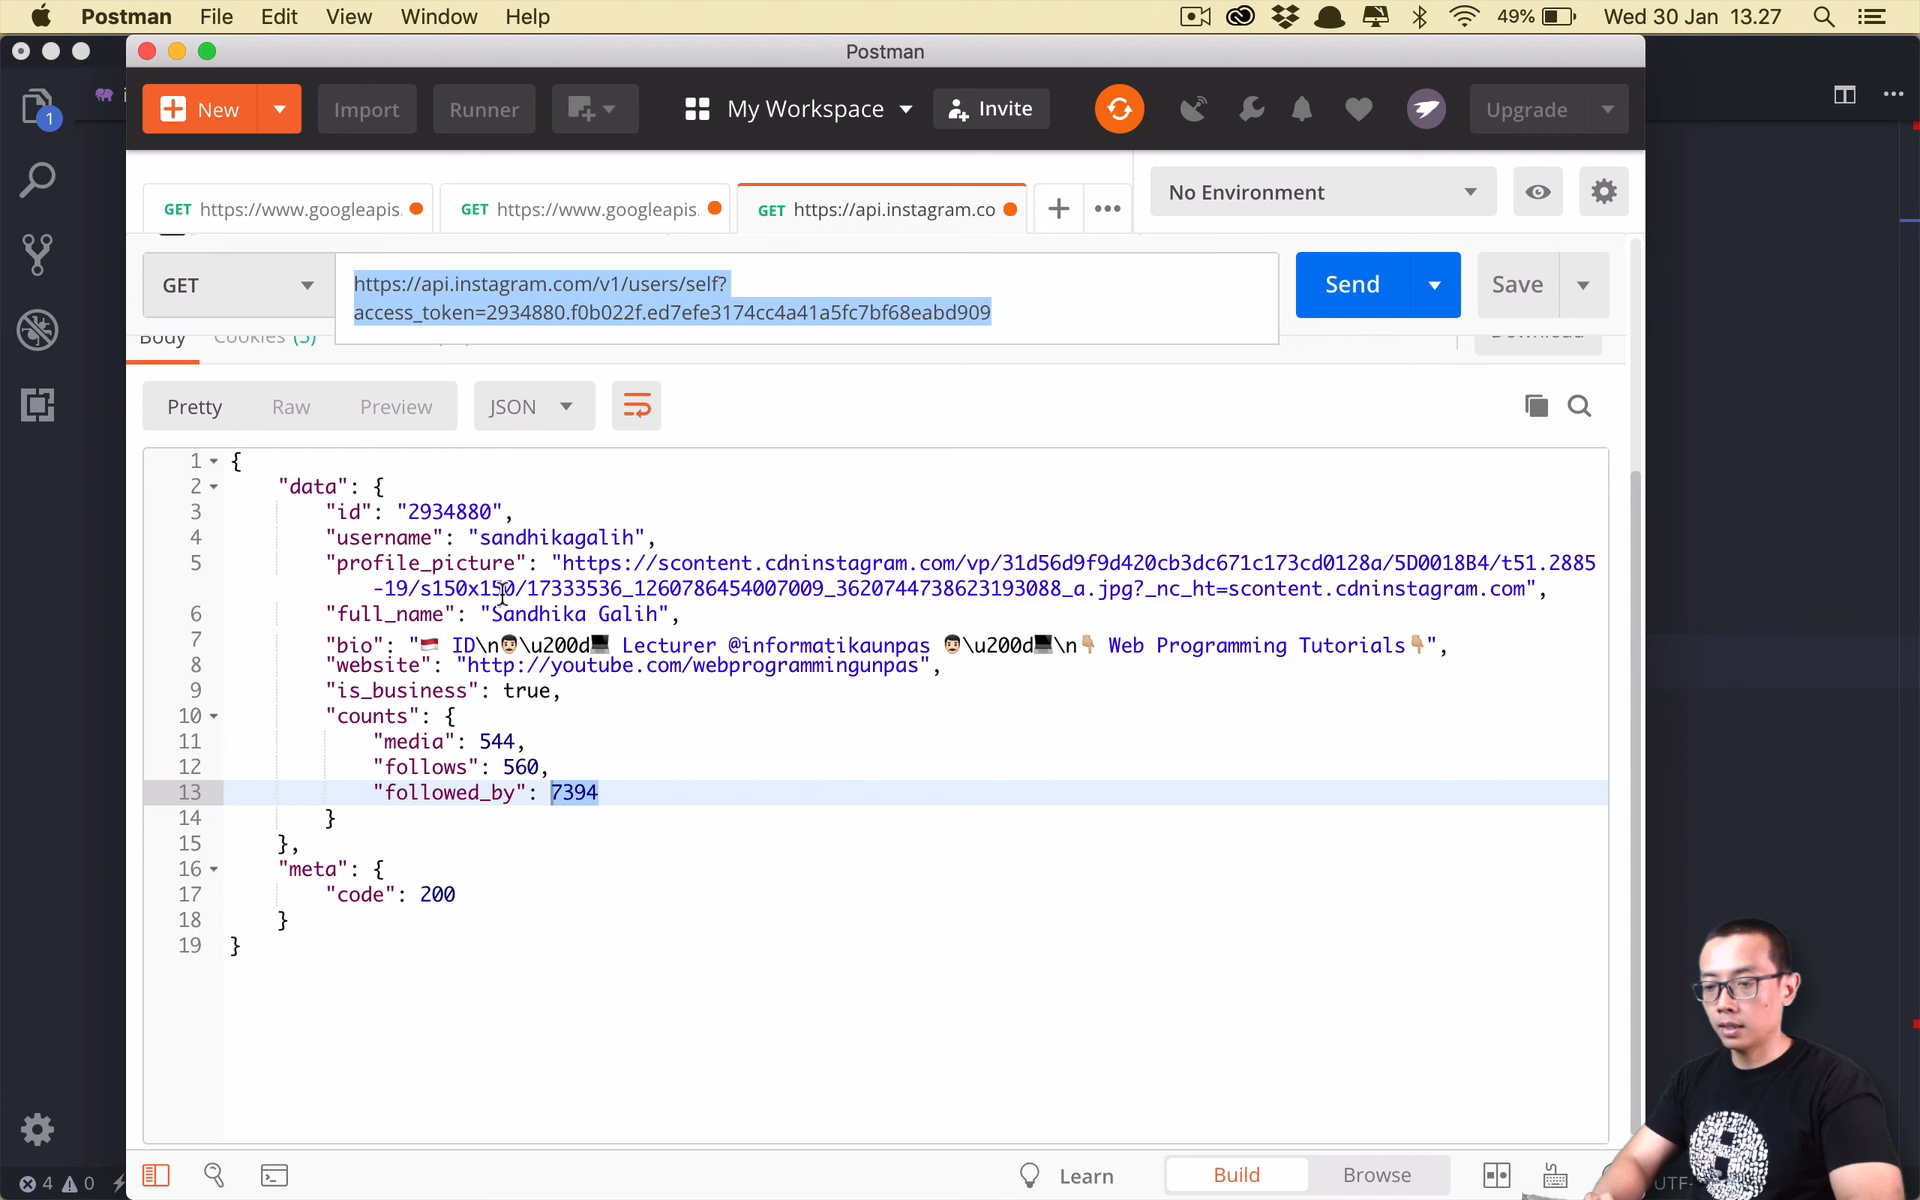 Postman File Edit View Window Help 49% Wed 30 Jan 13.27
Postman
New Import Runner My Workspace Invite Upgrade
1
GET https://www.googleapis. GET https://www.googleapis. GET https://api.instagram.co No Environment
GET https://api.instagram.com/v1/users/self? Send Save
access_token=2934880.f0b022f.ed7efe3174cc4a41a5fc7bf68eabd909
Body Cookies (5) Download
Pretty Raw Preview JSON
1 {
2 "data": {
3 "id": "2934880",
4 "username": "sandhikagalih",
5 "profile_picture": "https://scontent.cdninstagram.com/vp/31d56d9f9d420cb3dc671c173cd0128a/5D0018B4/t51.2885
-19/s150x150/17333536_1260786454007009_3620744738623193088_a.jpg?_nc_ht=scontent.cdninstagram.com",
6 "full_name": "Sandhika Galih",
7 "bio": "🇮🇩 ID\n👨🏻\u200d💻 Lecturer @informatikaunpas 👨🏻\u200d💻\n👇🏼 Web Programming Tutorials👇🏼",
8 "website": "http://youtube.com/webprogrammingunpas",
9 "is_business": true,
10 "counts": {
11 "media": 544,
12 "follows": 560,
13 "followed_by": 7394
14 }
15 },
16 "meta": {
17 "code": 200
18 }
19 }
Learn Build Browse
4 0 UTF-